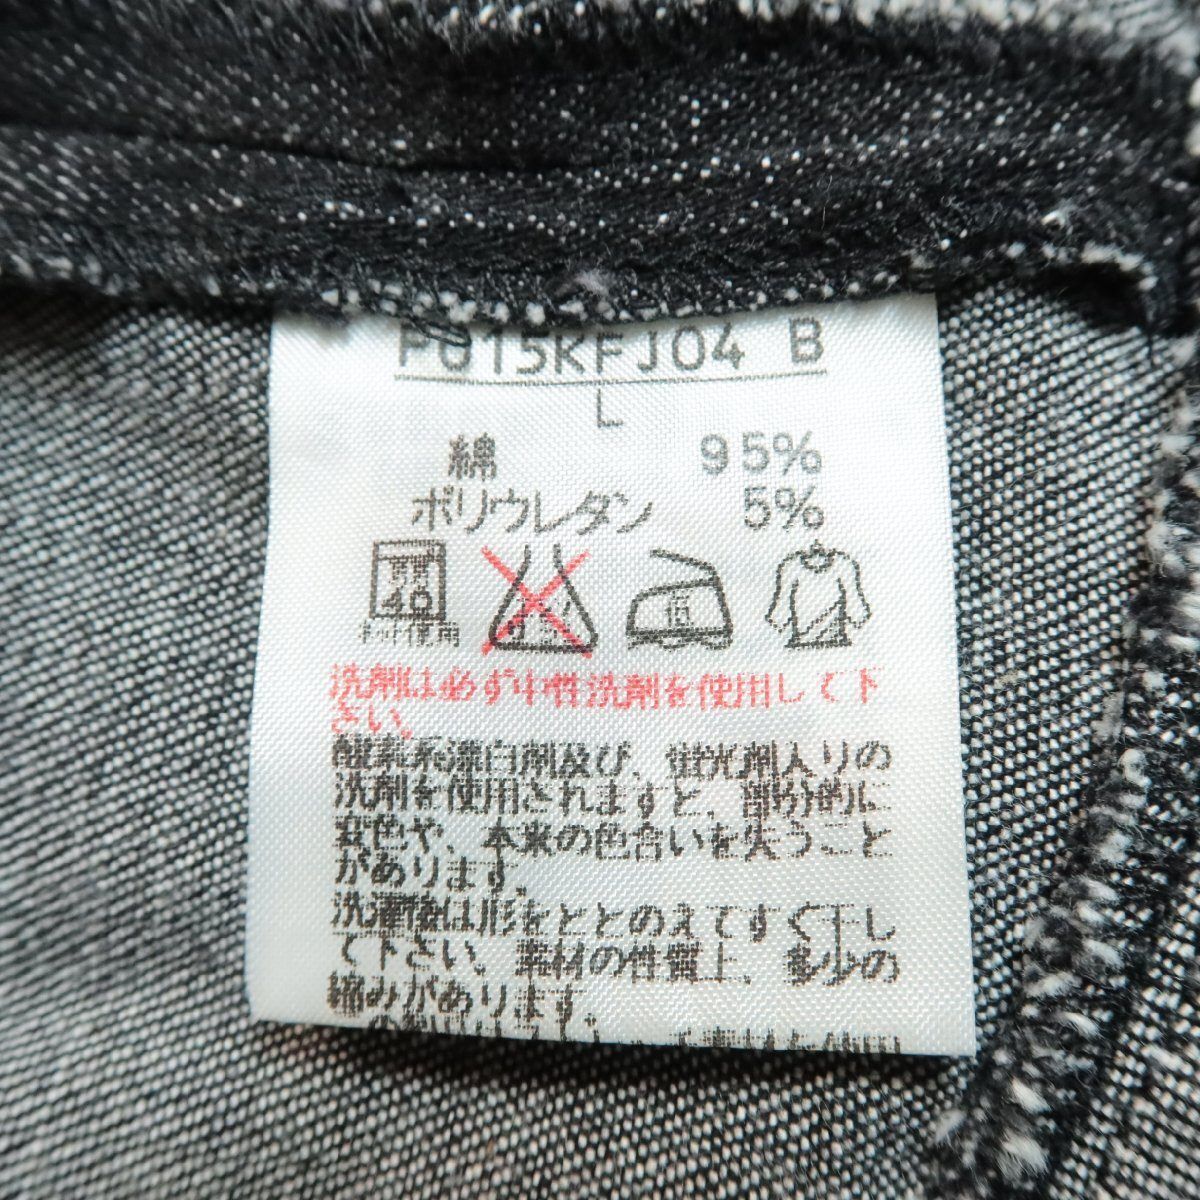 P015KFJ04 B
L
綿 95%
ポリウレタン 5%
40
ネット使用
洗剤は必ず中性洗剤を使用して下
さい。
酸素系漂白剤及び、蛍光剤入りの
洗剤を使用されますと、部分的に
変色や、本来の色合いを失うこと
があります。
洗濯後は形をととのえてすぐ干し
て下さい。素材の性質上、多少の
縮みがあります。